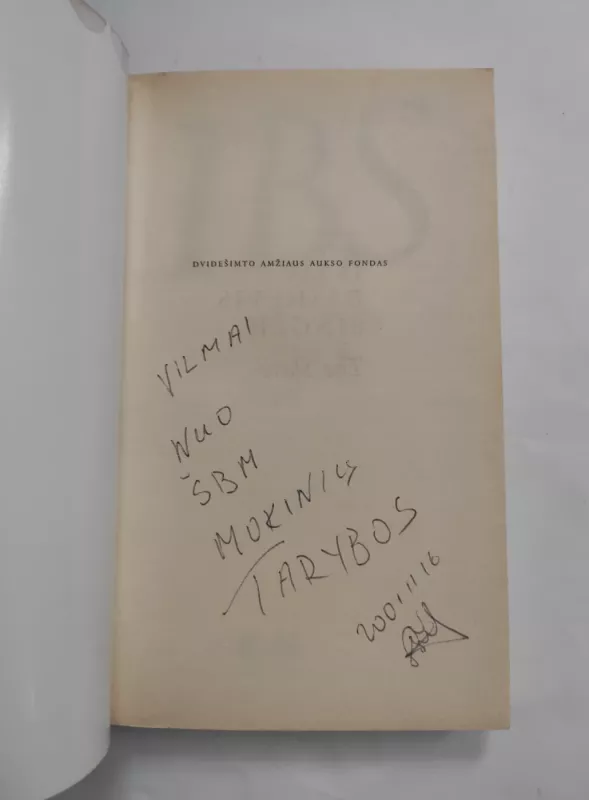 DVIDEŠIMTO AMŽIAUS AUKSO FONDAS
VILMAI
NUO
ŠBM
MOKINIŲ
TARYBOS
2001 11 16